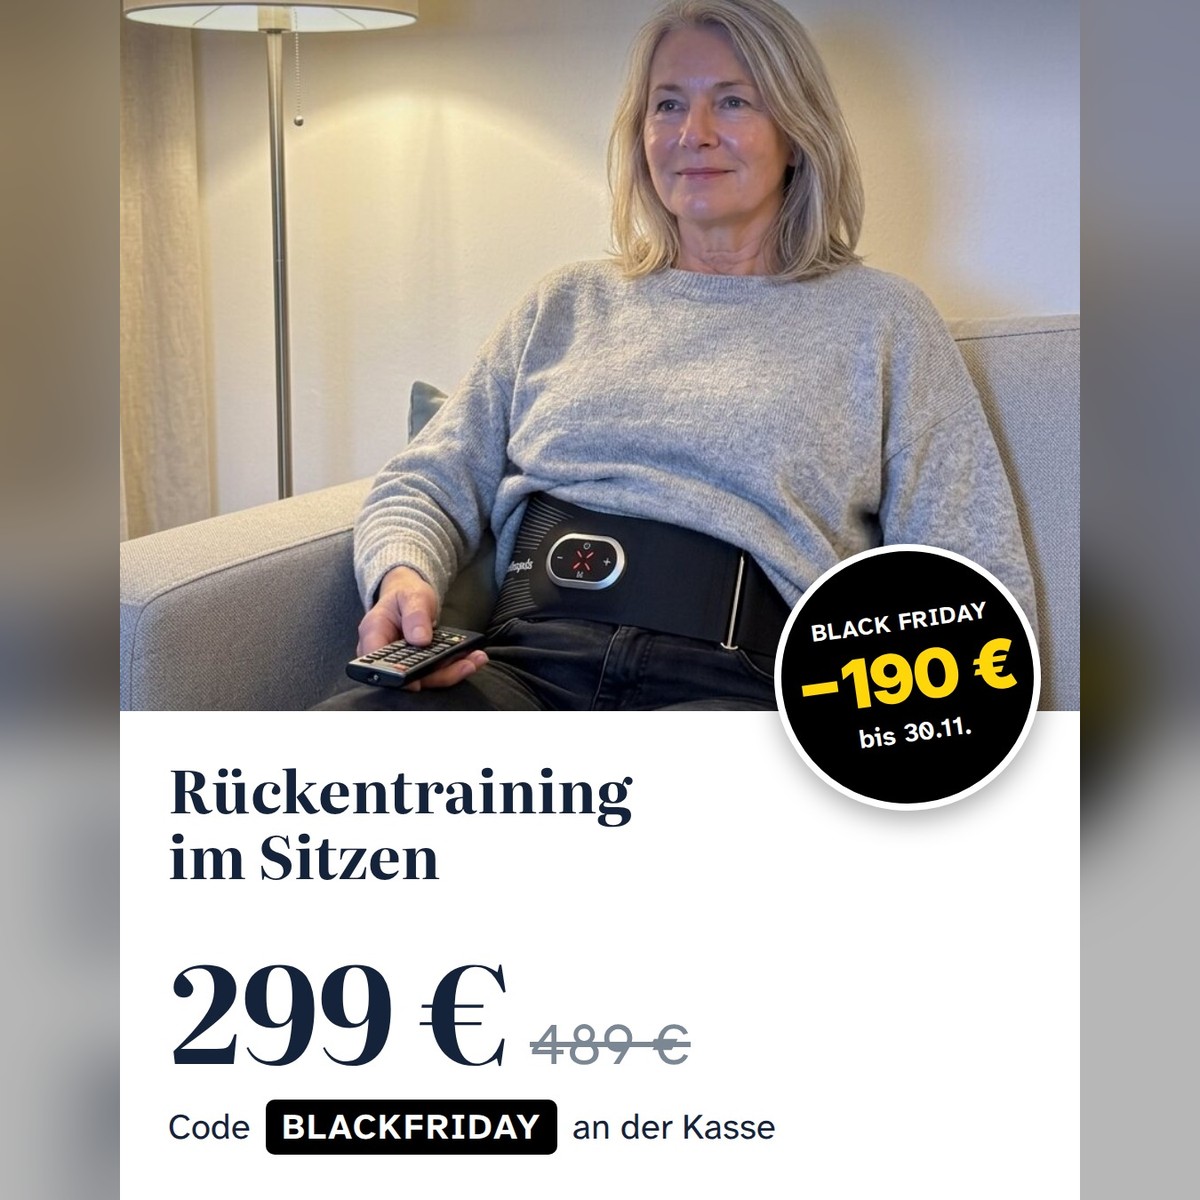 BLACK FRIDAY
–190 €
bis 30.11.
Rückentraining
im Sitzen
299 € 489 €
Code BLACKFRIDAY an der Kasse